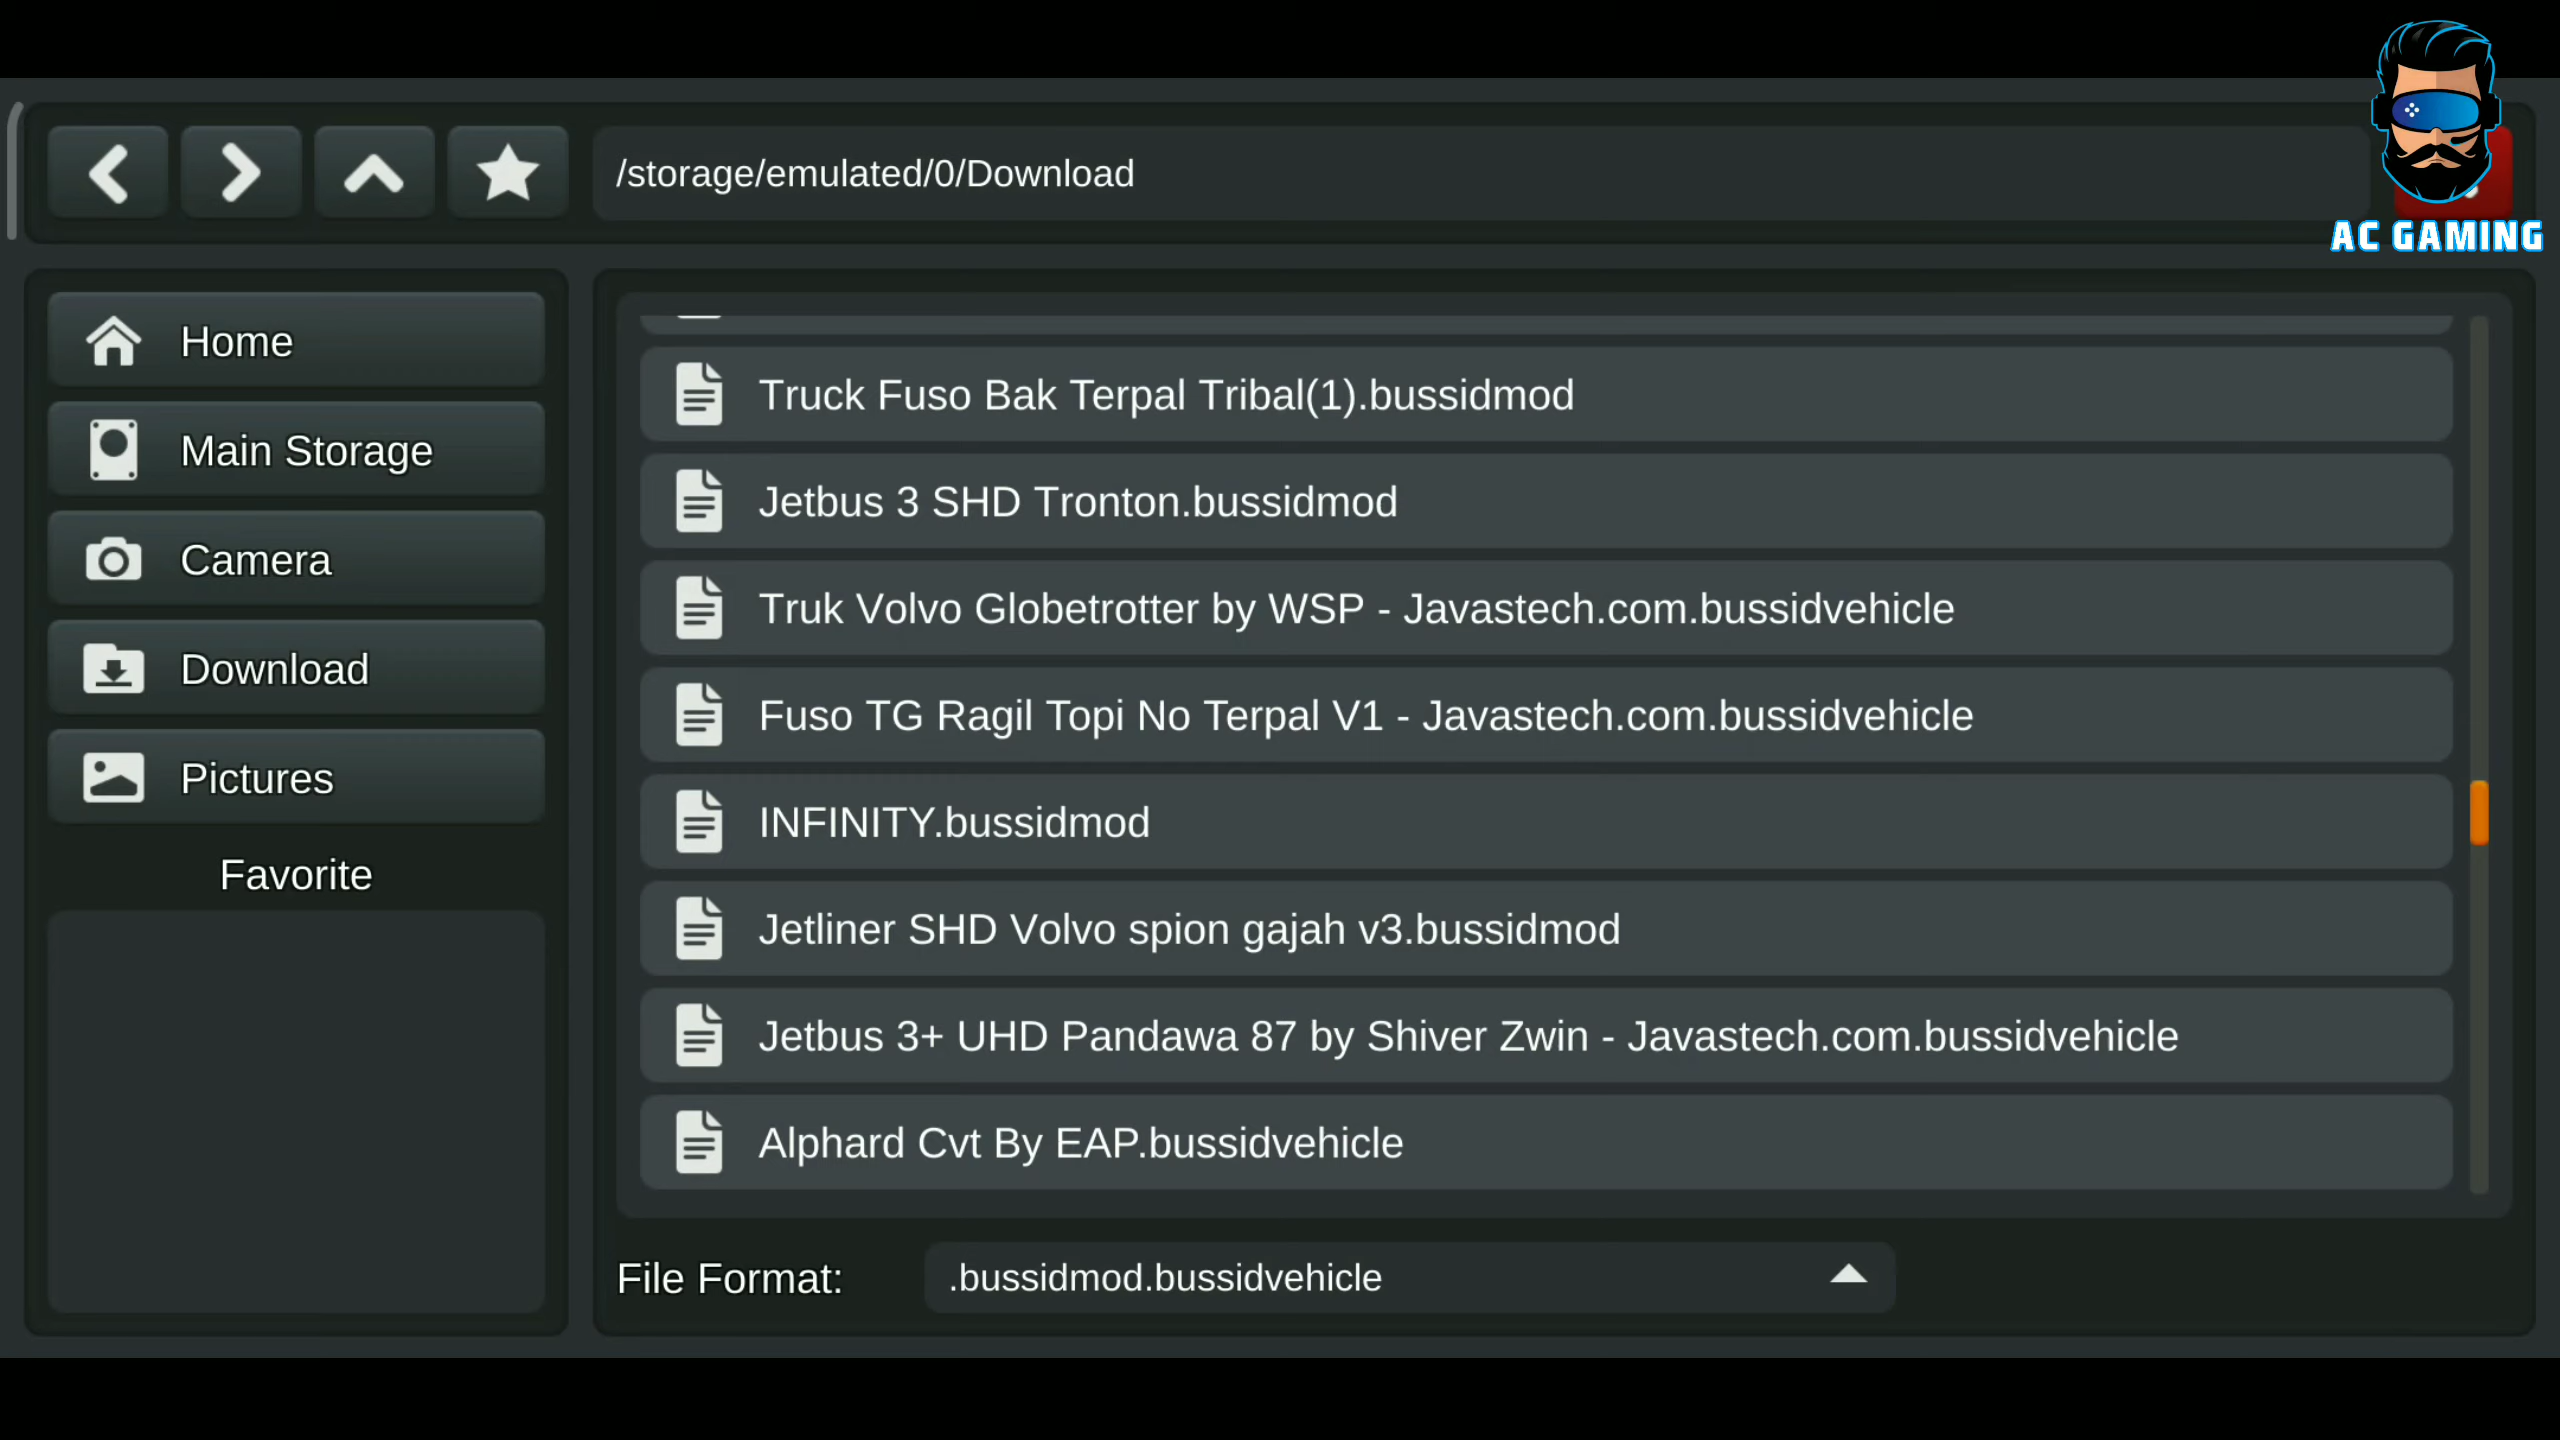 /storage/emulated/0/Download
AC GAMING
Home
Main Storage
Camera
Download
Pictures
Favorite
Truck Fuso Bak Terpal Tribal(1).bussidmod
Jetbus 3 SHD Tronton.bussidmod
Truk Volvo Globetrotter by WSP - Javastech.com.bussidvehicle
Fuso TG Ragil Topi No Terpal V1 - Javastech.com.bussidvehicle
INFINITY.bussidmod
Jetliner SHD Volvo spion gajah v3.bussidmod
Jetbus 3+ UHD Pandawa 87 by Shiver Zwin - Javastech.com.bussidvehicle
Alphard Cvt By EAP.bussidvehicle
File Format:
.bussidmod.bussidvehicle